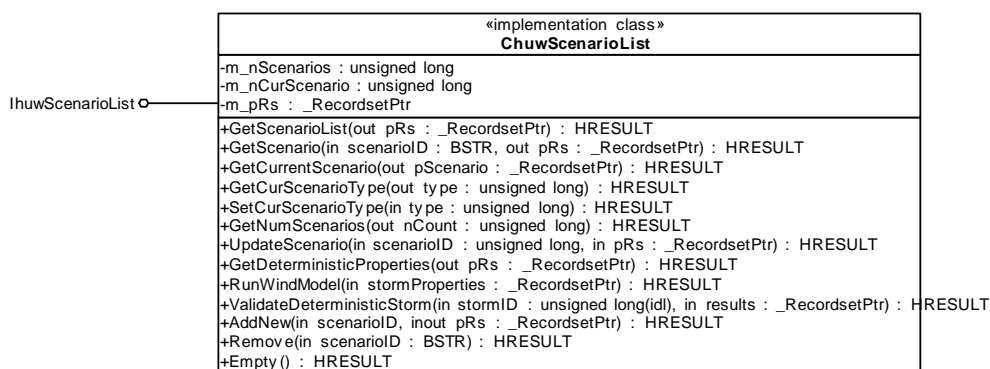 «implementation class»
ChuwScenarioList
-m_nScenarios : unsigned long
-m_nCurScenario : unsigned long
IhuwScenarioList
-m_pRs : _RecordsetPtr
+GetScenarioList(out pRs : _RecordsetPtr) : HRESULT
+GetScenario(in scenarioID : BSTR, out pRs : _RecordsetPtr) : HRESULT
+GetCurrentScenario(out pScenario : _RecordsetPtr) : HRESULT
+GetCurScenarioType(out type : unsigned long) : HRESULT
+SetCurScenarioType(in type : unsigned long) : HRESULT
+GetNumScenarios(out nCount : unsigned long) : HRESULT
+UpdateScenario(in scenarioID : unsigned long, in pRs : _RecordsetPtr) : HRESULT
+GetDeterministicProperties(out pRs : _RecordsetPtr) : HRESULT
+RunWindModel(in stormProperties : _RecordsetPtr) : HRESULT
+ValidateDeterministicStorm(in stormID : unsigned long(idl), in results : _RecordsetPtr) : HRESULT
+AddNew(in scenarioID, inout pRs : _RecordsetPtr) : HRESULT
+Remove(in scenarioID : BSTR) : HRESULT
+Empty() : HRESULT